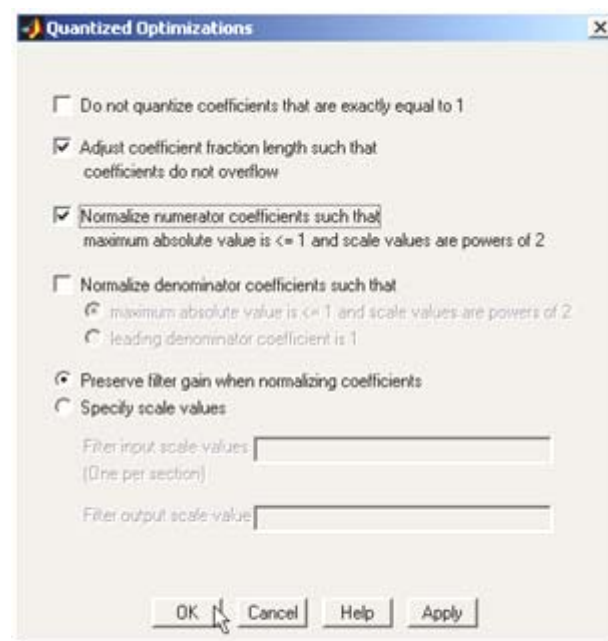 Quantized Optimizations
Do not quantize coefficients that are exactly equal to 1
Adjust coefficient fraction length such that
coefficients do not overflow
Normalize numerator coefficients such that
maximum absolute value is <= 1 and scale values are powers of 2
Normalize denominator coefficients such that
maximum absolute value is <= 1 and scale values are powers of 2
leading denominator coefficient is 1
Preserve filter gain when normalizing coefficients
Specify scale values
Filter input scale values
(One per section)
Filter output scale value
OK Cancel Help Apply